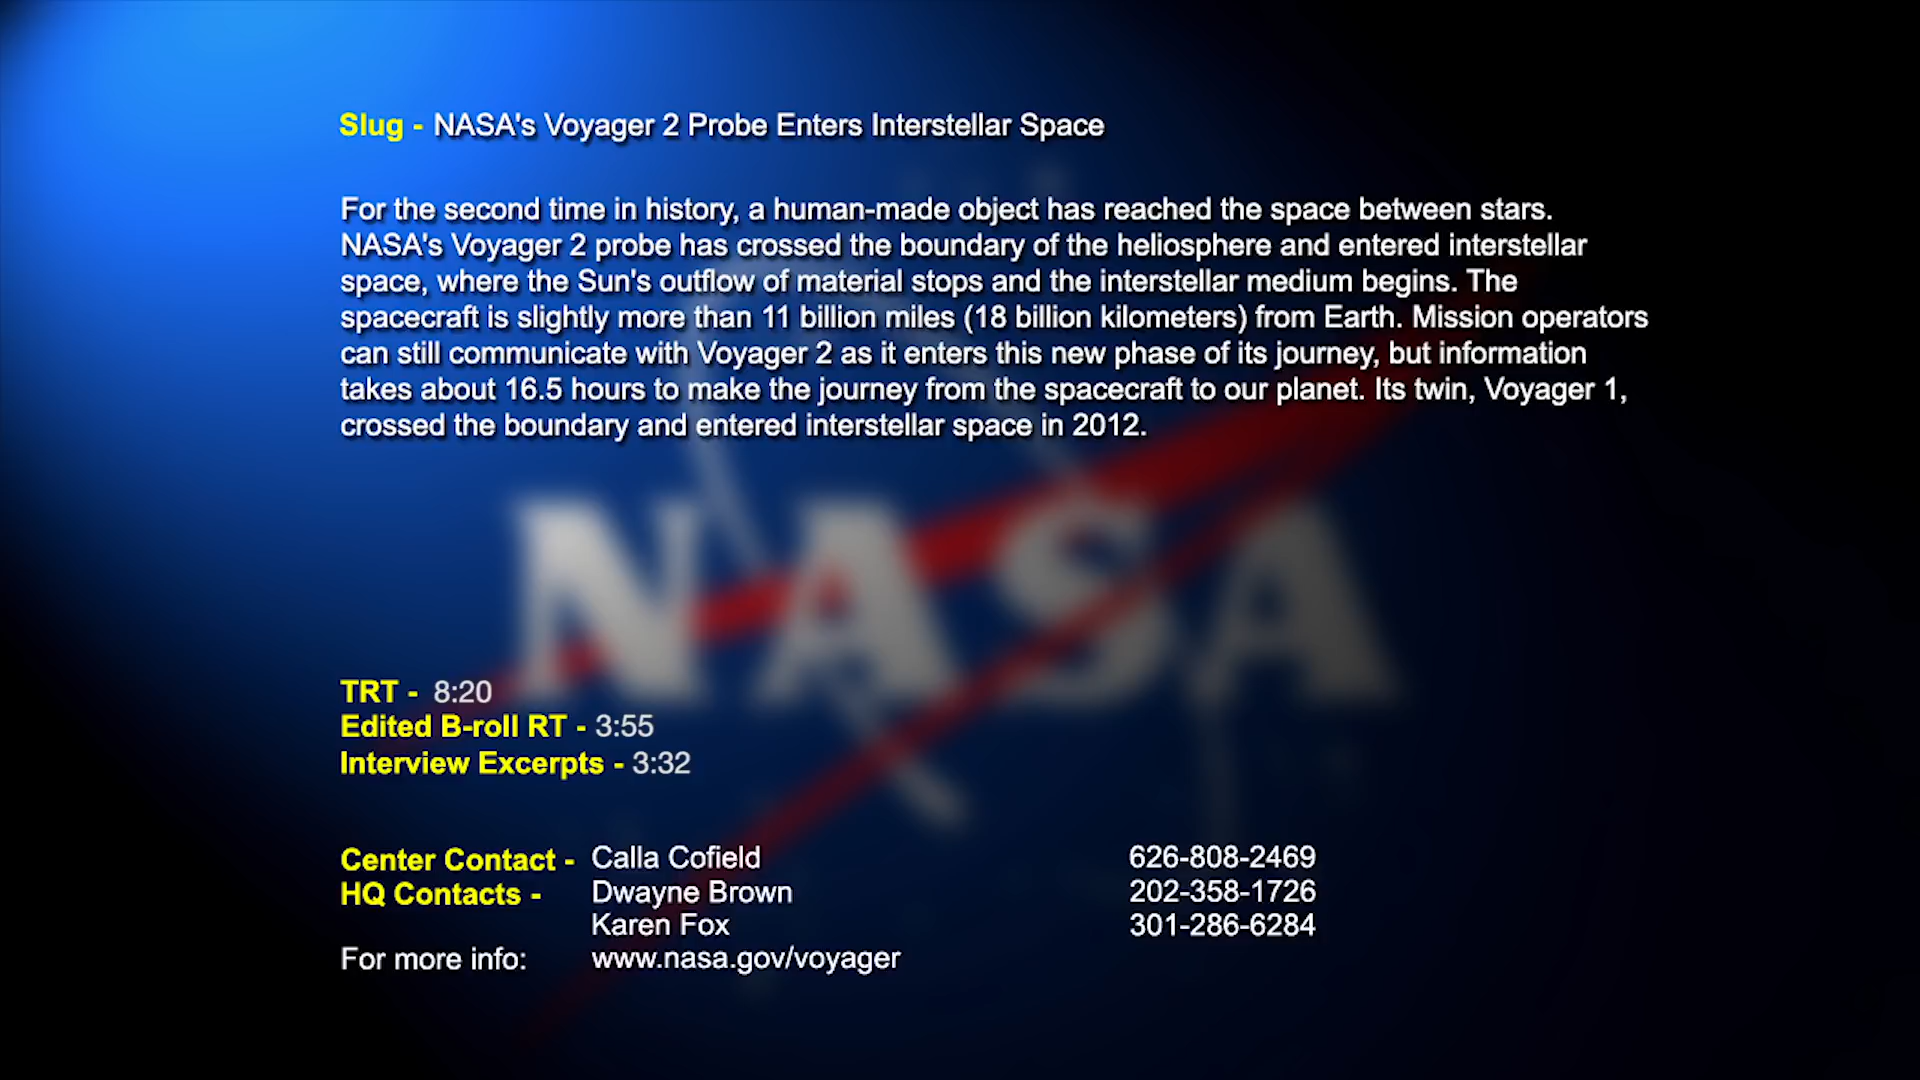 Slug - NASA's Voyager 2 Probe Enters Interstellar Space
For the second time in history, a human-made object has reached the space between stars.
NASA's Voyager 2 probe has crossed the boundary of the heliosphere and entered interstellar
space, where the Sun's outflow of material stops and the interstellar medium begins. The
spacecraft is slightly more than 11 billion miles (18 billion kilometers) from Earth. Mission operators
can still communicate with Voyager 2 as it enters this new phase of its journey, but information
takes about 16.5 hours to make the journey from the spacecraft to our planet. Its twin, Voyager 1,
crossed the boundary and entered interstellar space in 2012.
NASA
TRT - 8:20
Edited B-roll RT - 3:55
Interview Excerpts - 3:32
Center Contact - Calla Cofield 626-808-2469
HQ Contacts - Dwayne Brown 202-358-1726
Karen Fox 301-286-6284
For more info: www.nasa.gov/voyager